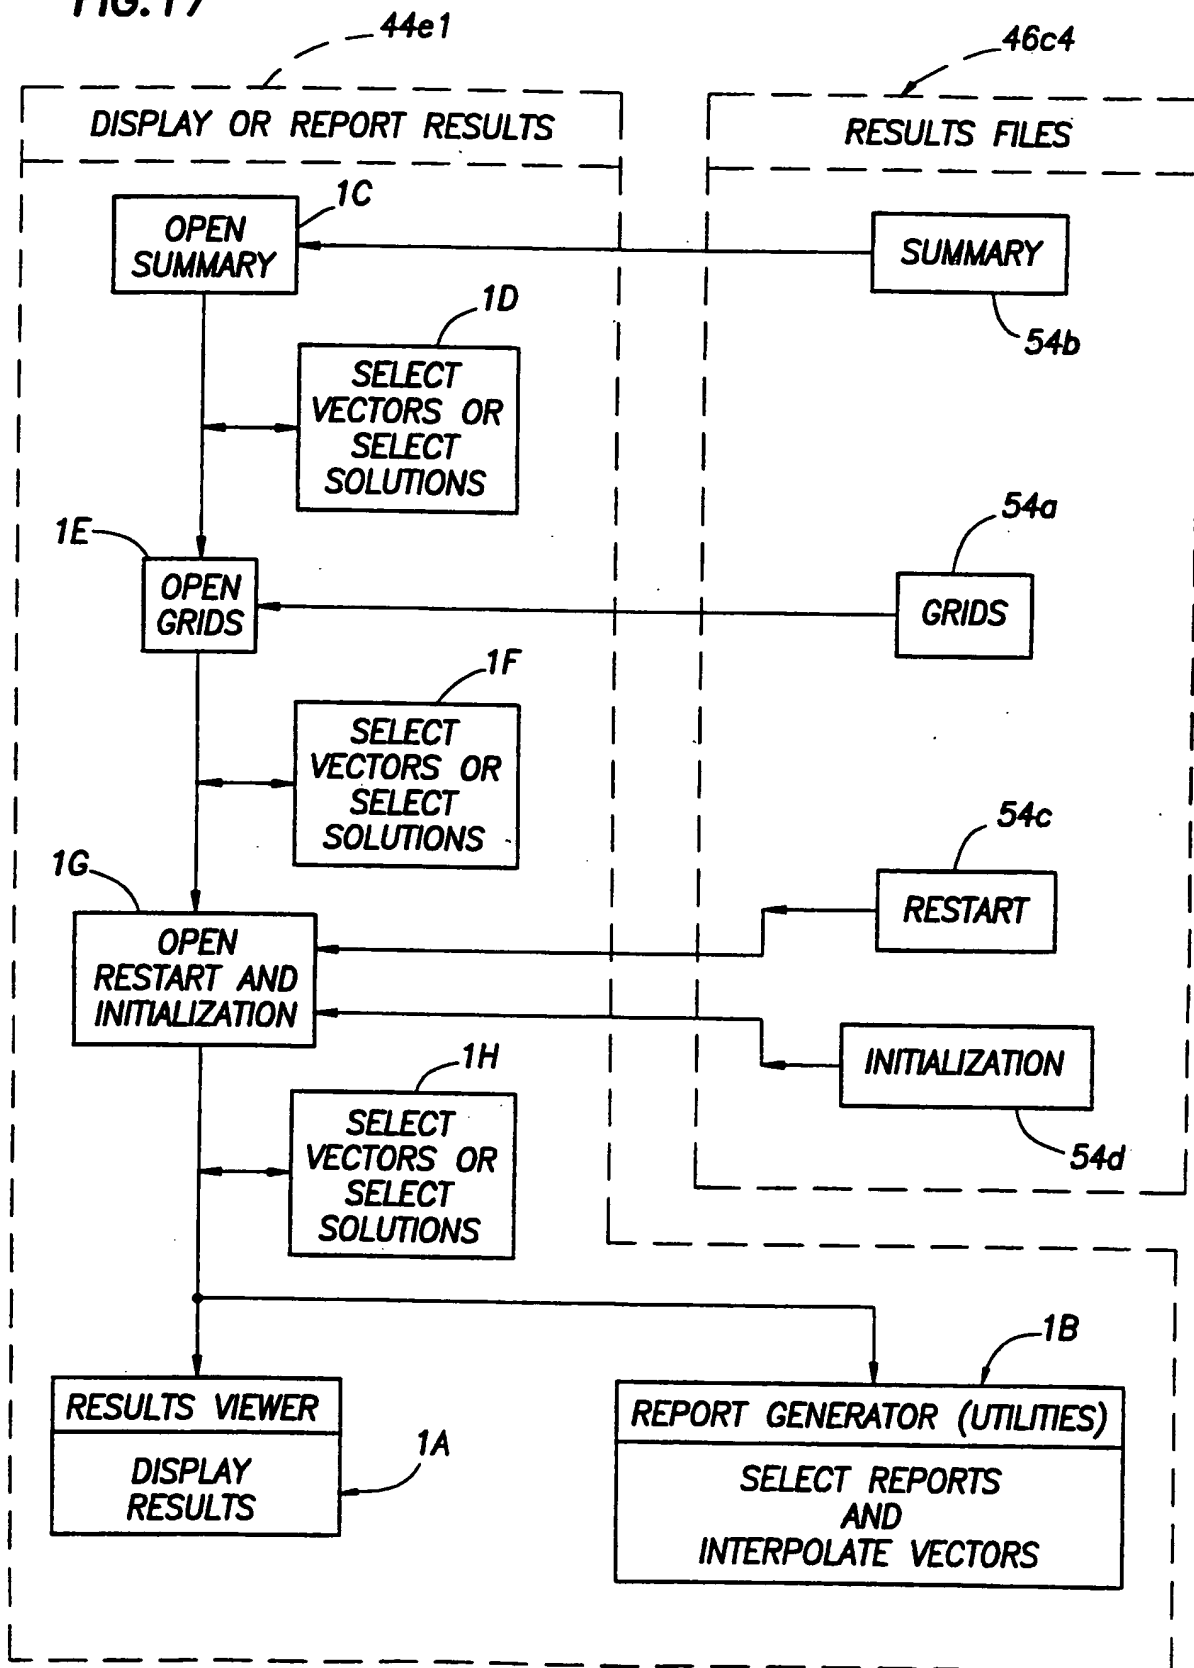 FIG. 17
44e1
46c4
DISPLAY OR REPORT RESULTS
RESULTS FILES
1C
OPEN
SUMMARY
SUMMARY
54b
1D
SELECT
VECTORS OR
SELECT
SOLUTIONS
1E
OPEN
GRIDS
54a
GRIDS
1F
SELECT
VECTORS OR
SELECT
SOLUTIONS
1G
OPEN
RESTART AND
INITIALIZATION
54c
RESTART
INITIALIZATION
54d
1H
SELECT
VECTORS OR
SELECT
SOLUTIONS
RESULTS VIEWER
DISPLAY
RESULTS
1A
1B
REPORT GENERATOR (UTILITIES)
SELECT REPORTS
AND
INTERPOLATE VECTORS